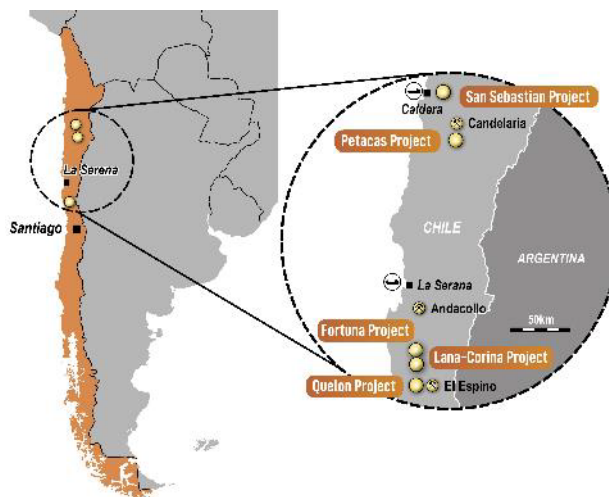 San Sebastian Project
Caldera
Candelaria
Petacas Project
La Serena
CHILE
Santiago
ARGENTINA
La Serana
Andacollo
50km
Fortuna Project
Lana-Corina Project
Quelon Project
El Espino